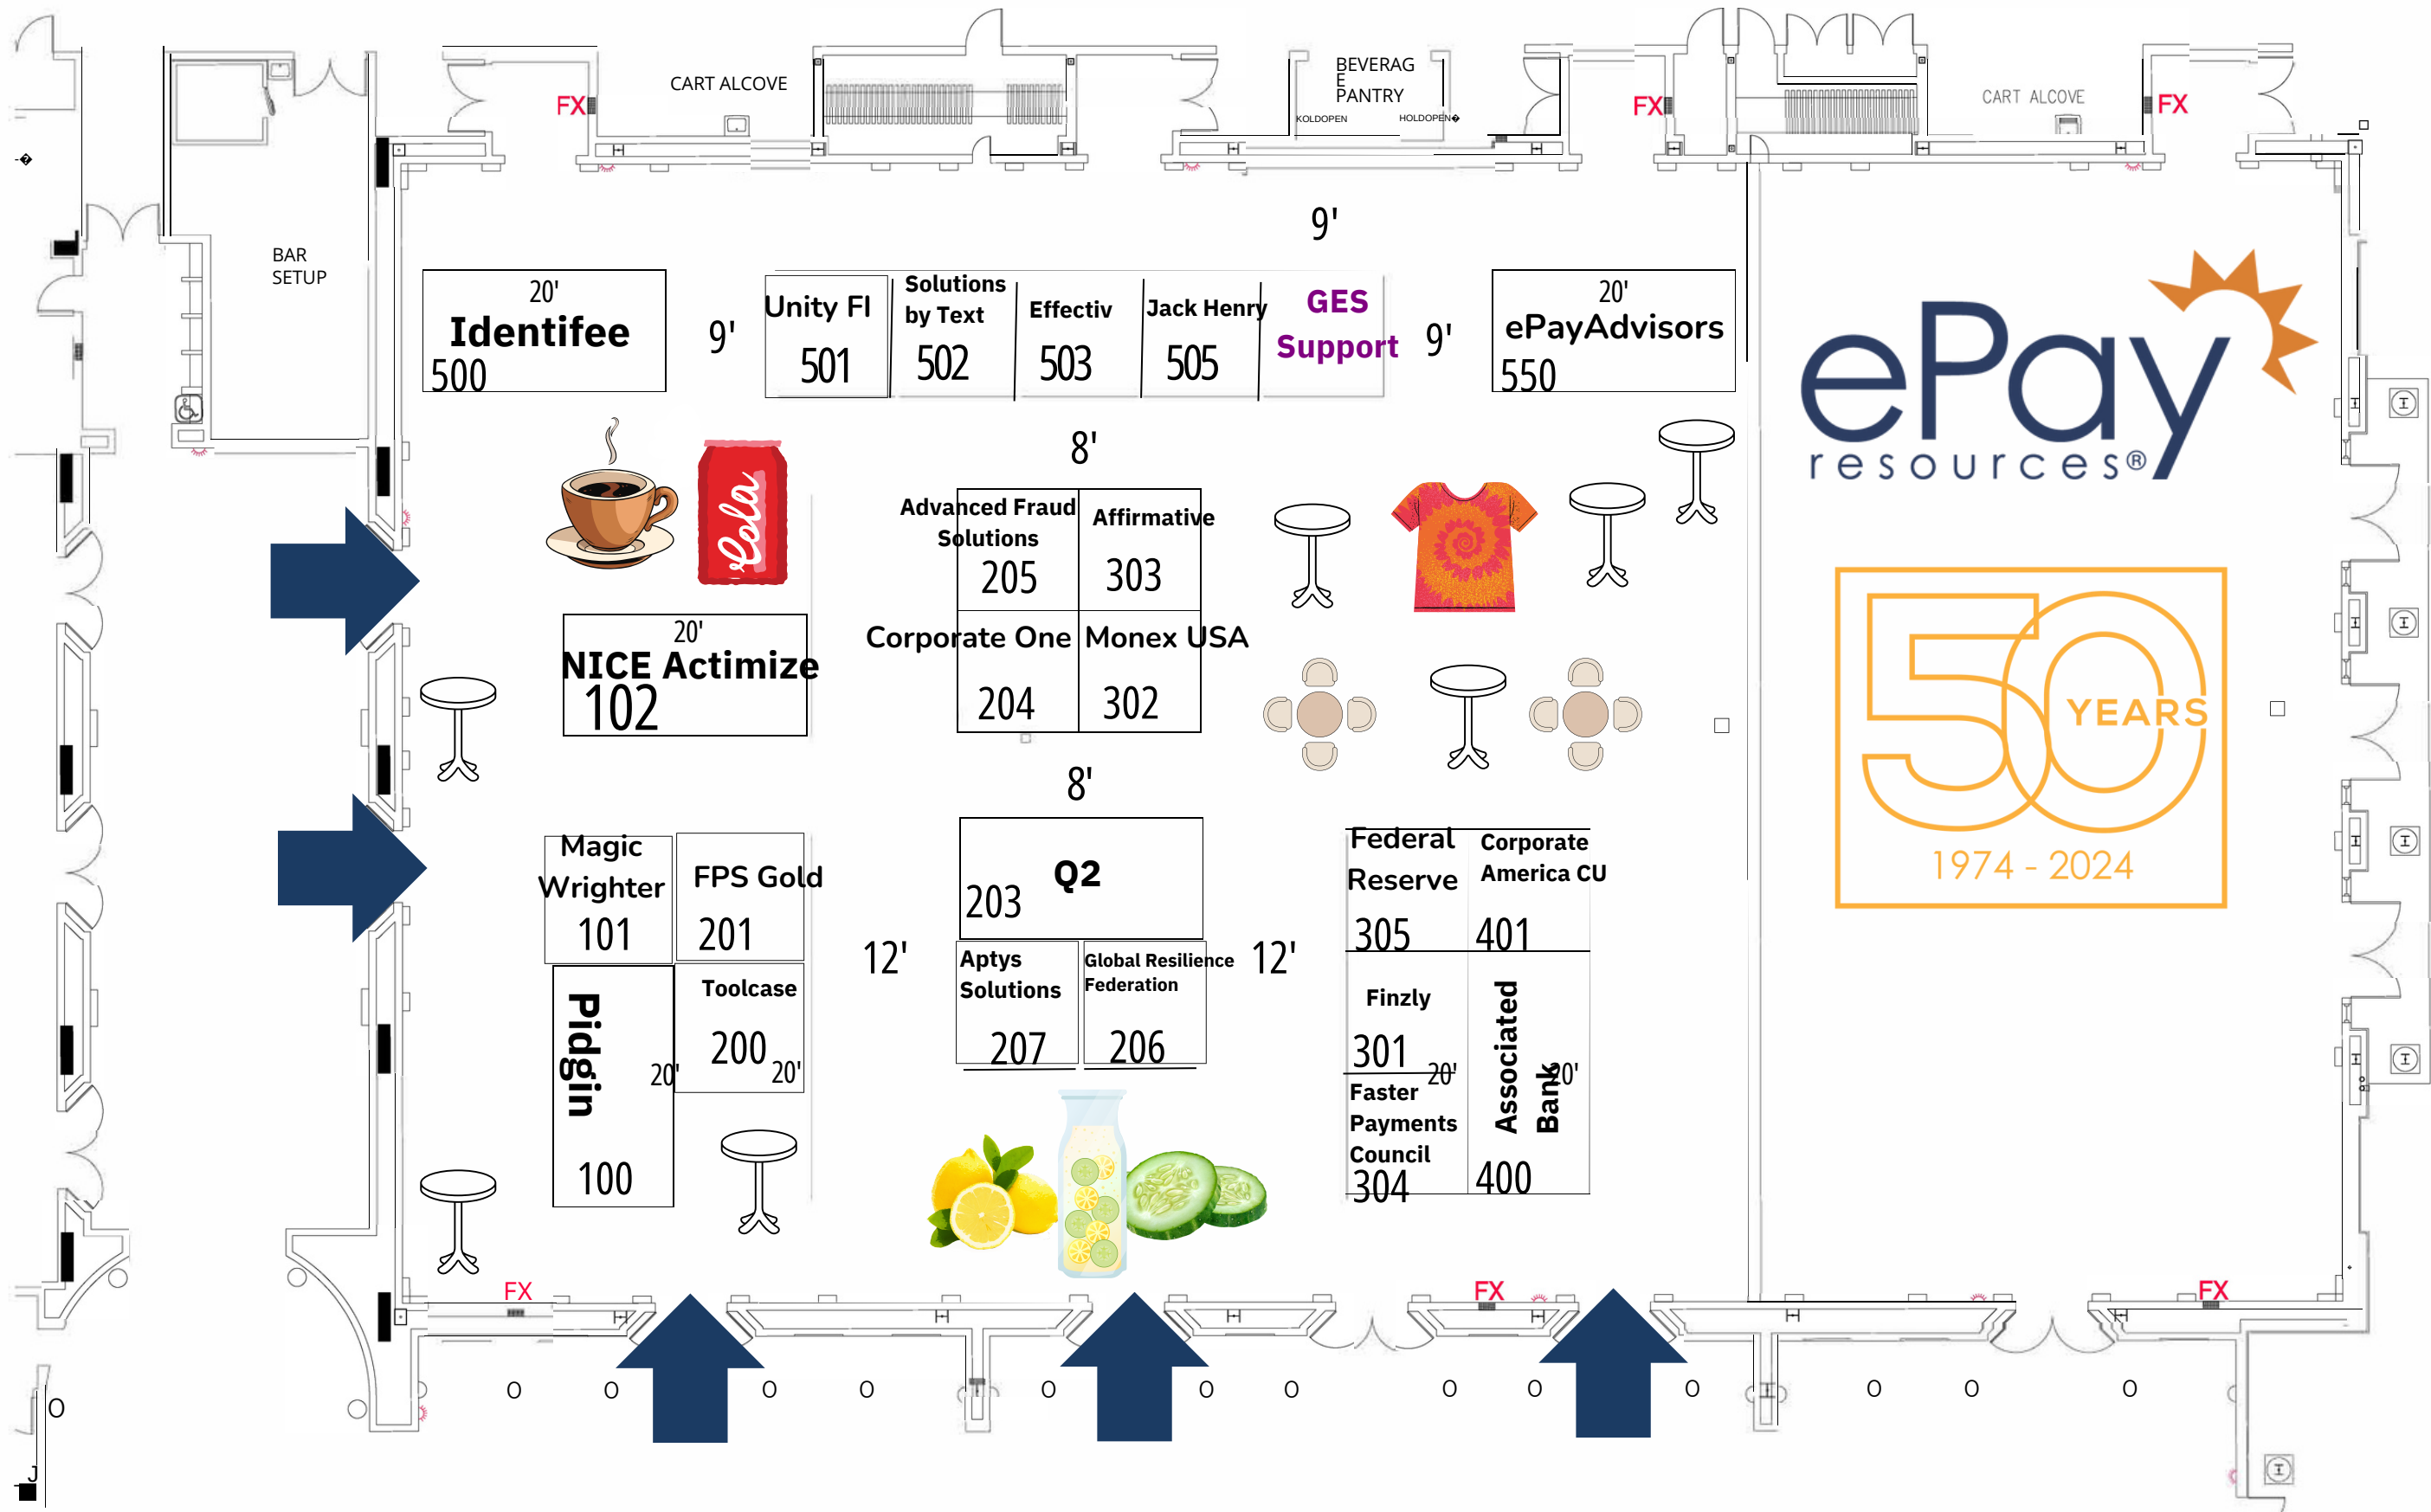 CART ALCOVE
BEVERAG
E
PANTRY
KOLDOPEN
HOLDOPEN�
FX
FX
CART ALCOVE
FX
-�
BAR
SETUP
9'
20'
Identifee
500
9'
Unity FI
501
Solutions
by Text
502
Effectiv
503
Jack Henry
505
GES
Support
9'
20'
ePayAdvisors
550
ePay
resources®
8'
Cola
Advanced Fraud
Solutions
205
Affirmative
303
20'
NICE Actimize
102
Corporate One
204
Monex USA
302
50
YEARS
1974 - 2024
8'
Magic
Wrighter
101
FPS Gold
201
Q2
203
Federal
Reserve
305
Corporate
America CU
401
12'
12'
Pidgin
20'
100
Toolcase
200
20'
Aptys
Solutions
207
Global Resilience
Federation
206
Finzly
301
20'
Associated
Bank
20'
400
Faster
Payments
Council
304
FX
FX
FX
O
O
O
O
O
O
O
O
O
O
O
O
O
O
J